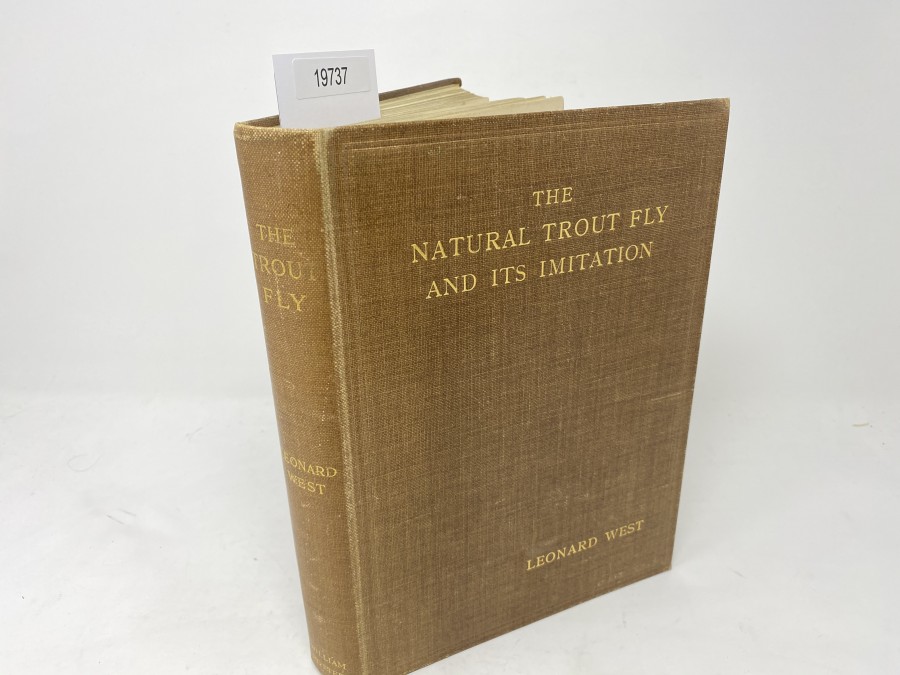 19737
THE
TROUT
FLY
LEONARD
WEST
THE
NATURAL TROUT FLY
AND ITS IMITATION
LEONARD WEST